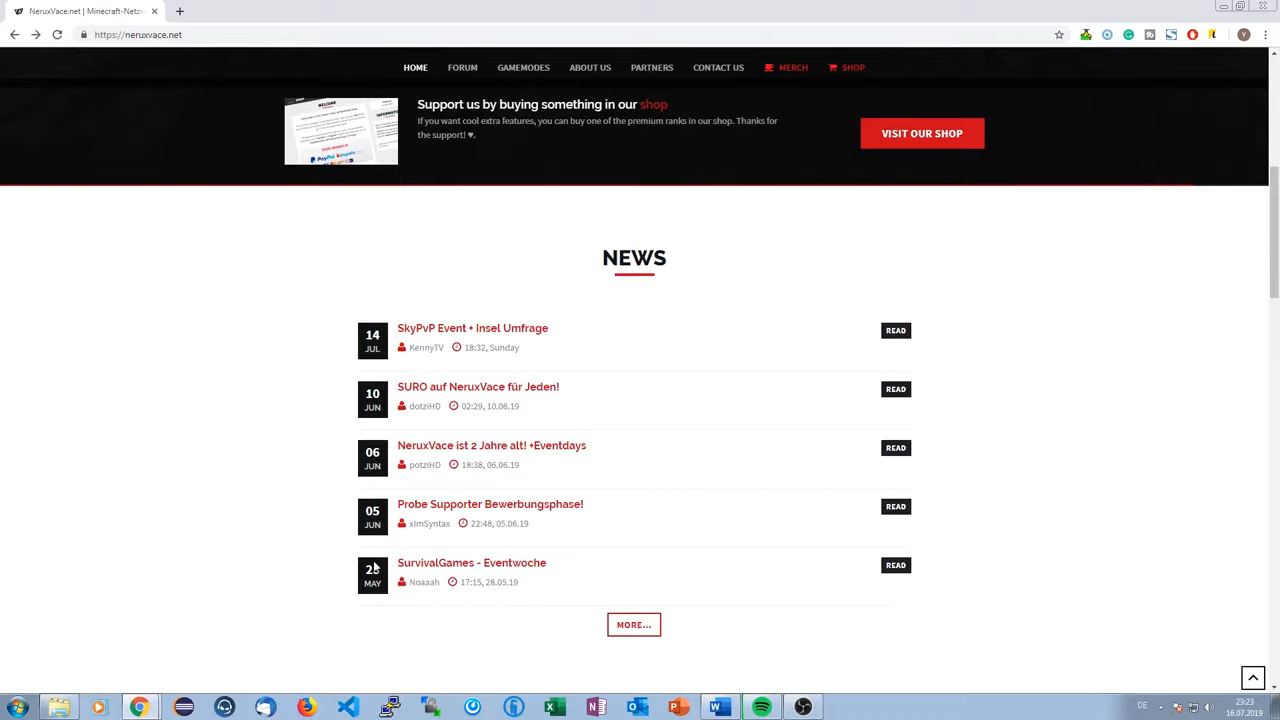 NeruxVace.net | Minecraft-Netz
https://neruxvace.net
Y
HOME FORUM GAMEMODES ABOUT US PARTNERS CONTACT US MERCH SHOP
Support us by buying something in our shop
If you want cool extra features, you can buy one of the premium ranks in our shop. Thanks for
the support! ♥.
VISIT OUR SHOP
WELCOME
PayPal
NEWS
14
JUL
SkyPvP Event + Insel Umfrage
KennyTV 18:32, Sunday
READ
10
JUN
SURO auf NeruxVace für Jeden!
dotziHD 02:29, 10.06.19
READ
06
JUN
NeruxVace ist 2 Jahre alt! +Eventdays
potziHD 18:38, 06.06.19
READ
05
JUN
Probe Supporter Bewerbungsphase!
ximSyntax 22:48, 05.06.19
READ
28
MAY
SurvivalGames - Eventwoche
Noaaah 17:15, 28.05.19
READ
MORE...
DE
23:23
16.07.2019